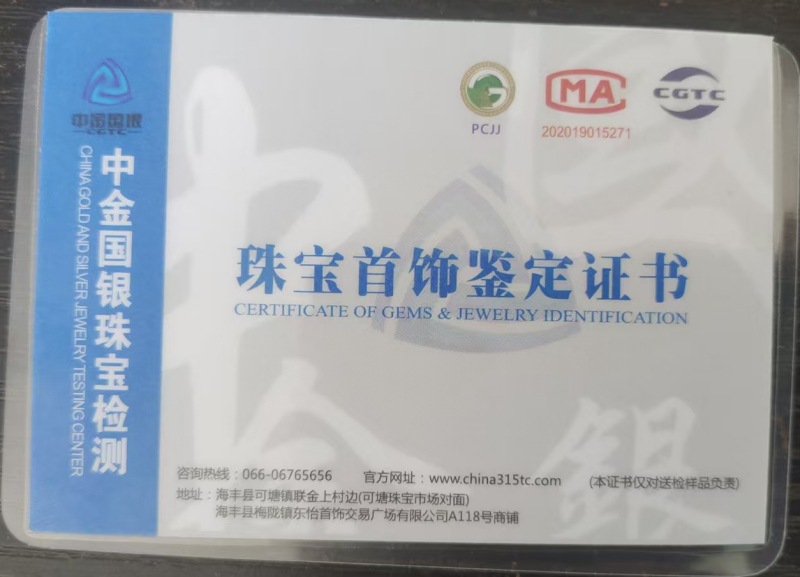 中金国银
CGTC
中金国银珠宝检测
CHINA GOLD AND SILVER JEWELRY TESTING CENTER
PCJJ
CMA
202019015271
CGTC
珠宝首饰鉴定证书
CERTIFICATE OF GEMS & JEWELRY IDENTIFICATION
咨询热线：066-06765656 官方网址：www.china315tc.com (本证书仅对送检样品负责)
地址：海丰县可塘镇联金上村边(可塘珠宝市场对面)
海丰县梅陇镇东怡首饰交易广场有限公司A118号商铺